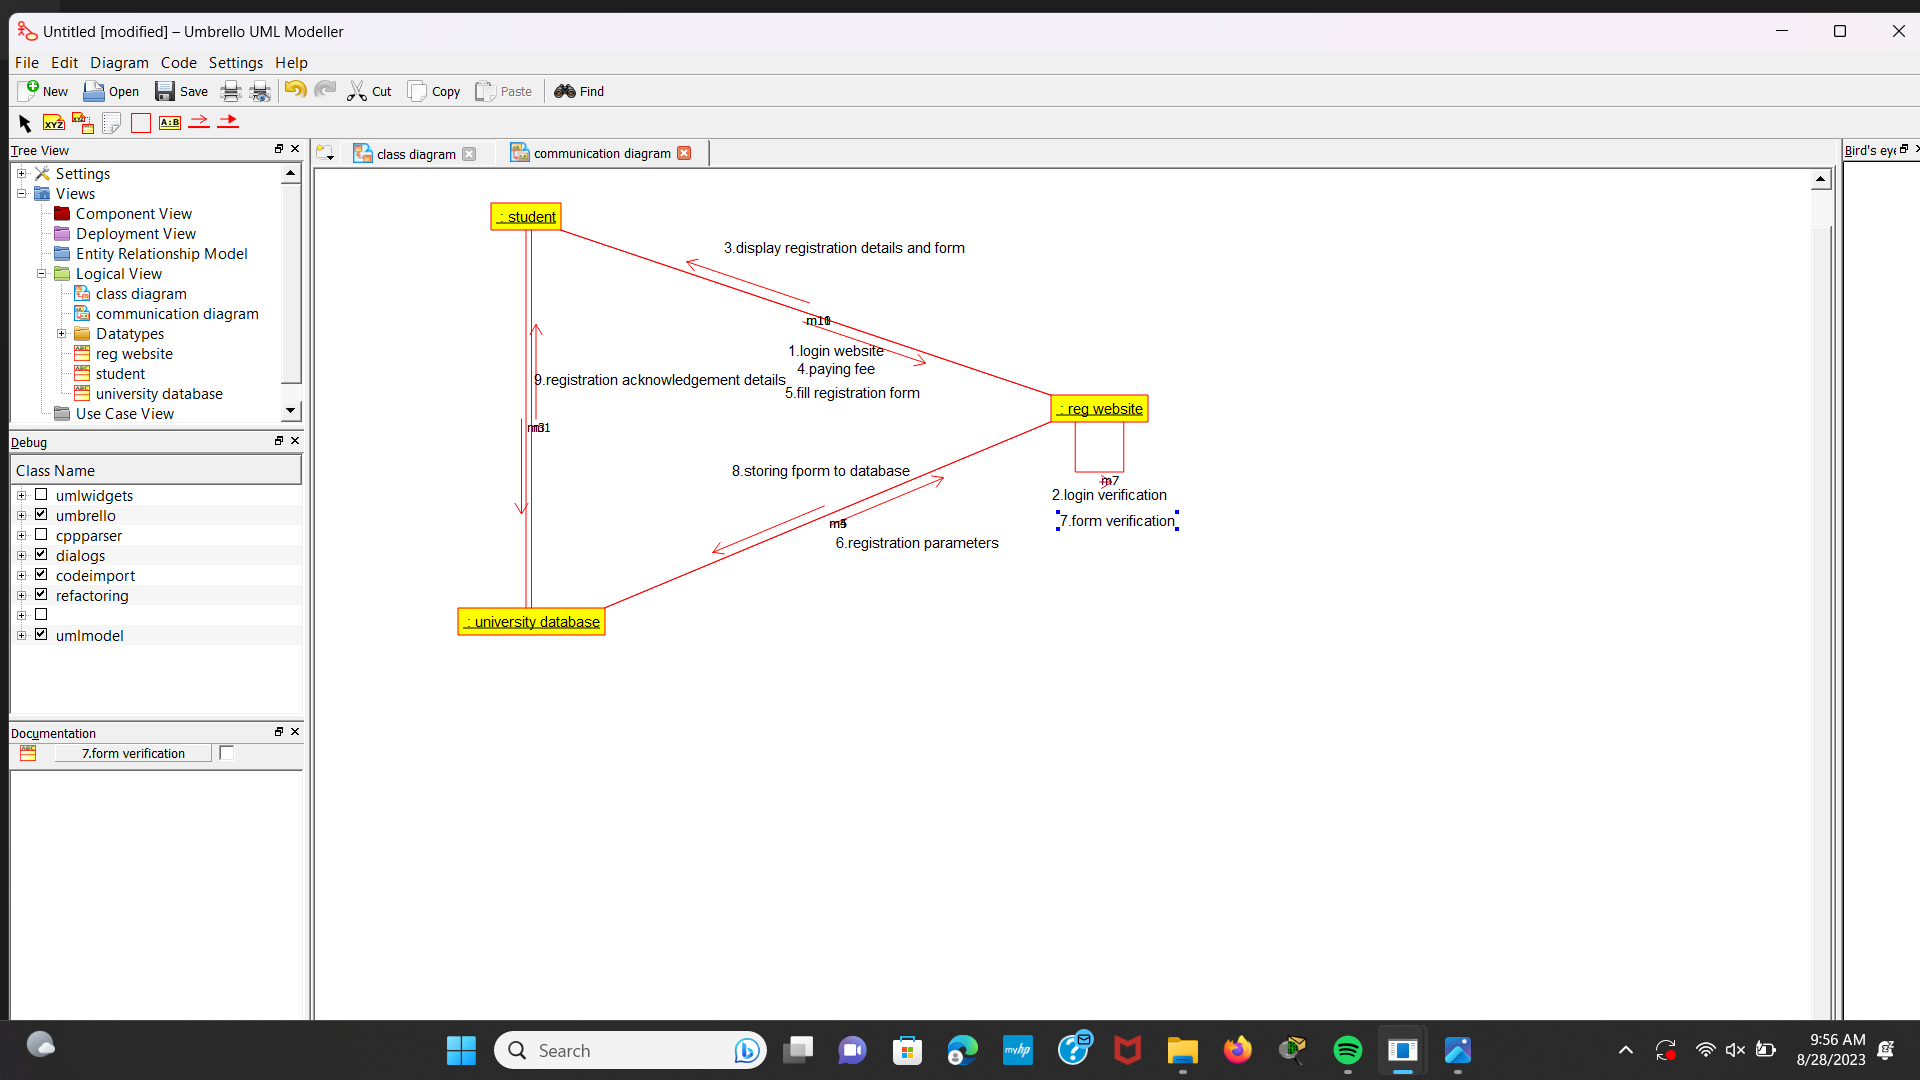 Untitled [modified] – Umbrello UML Modeller
File Edit Diagram Code Settings Help
New Open Save Cut Copy Paste Find
XYZ A:B
Tree View
Settings
Views
Component View
Deployment View
Entity Relationship Model
Logical View
class diagram
communication diagram
Datatypes
reg website
student
university database
Use Case View
Debug
Class Name
umlwidgets
umbrello
cppparser
dialogs
codeimport
refactoring
umlmodel
Documentation
7.form verification
class diagram
communication diagram
Bird's eye
: student
3.display registration details and form
1.login website
4.paying fee
5.fill registration form
9.registration acknowledgement details
: reg website
m7
2.login verification
7.form verification
8.storing fporm to database
6.registration parameters
: university database
Search
myhp
9:56 AM
8/28/2023